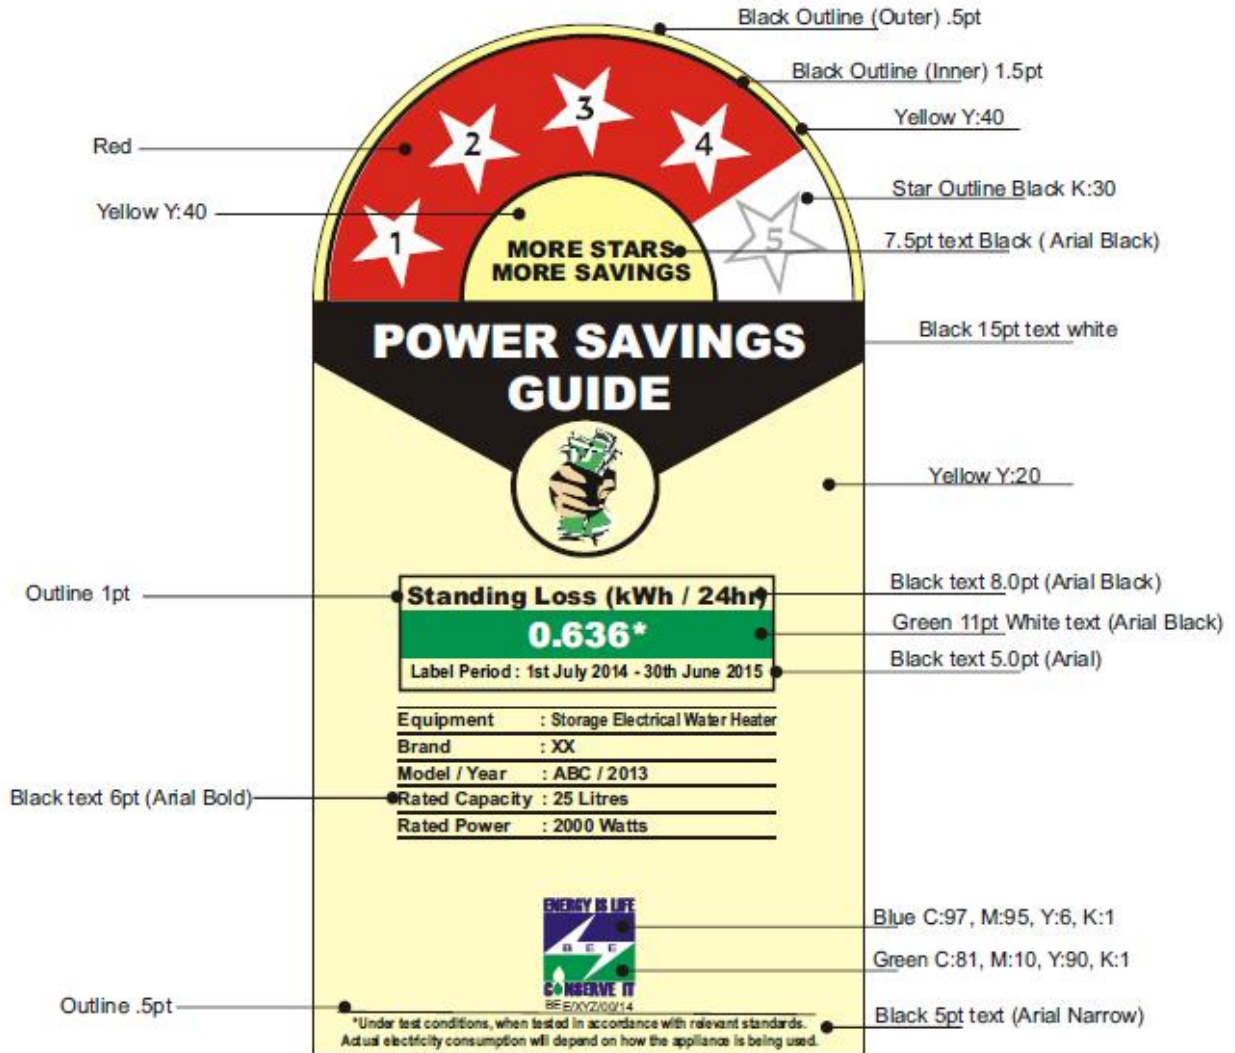 Black Outline (Outer) .5pt
Black Outline (Inner) 1.5pt
Yellow Y:40
Red
Star Outline Black K:30
Yellow Y:40
7.5pt text Black ( Arial Black)
1
2
3
4
5
MORE STARS
MORE SAVINGS
POWER SAVINGS
GUIDE
Black 15pt text white
Yellow Y:20
Outline 1pt
Standing Loss (kWh / 24hr)
Black text 8.0pt (Arial Black)
0.636*
Green 11pt White text (Arial Black)
Label Period : 1st July 2014 - 30th June 2015
Black text 5.0pt (Arial)
Equipment : Storage Electrical Water Heater
Brand : XX
Model / Year : ABC / 2013
Black text 6pt (Arial Bold)
Rated Capacity : 25 Litres
Rated Power : 2000 Watts
ENERGY IS LIFE
BEE
CONSERVE IT
BEE/XYZ/00/14
Blue C:97, M:95, Y:6, K:1
Green C:81, M:10, Y:90, K:1
Outline .5pt
Black 5pt text (Arial Narrow)
*Under test conditions, when tested in accordance with relevant standards.
Actual electricity consumption will depend on how the appliance is being used.